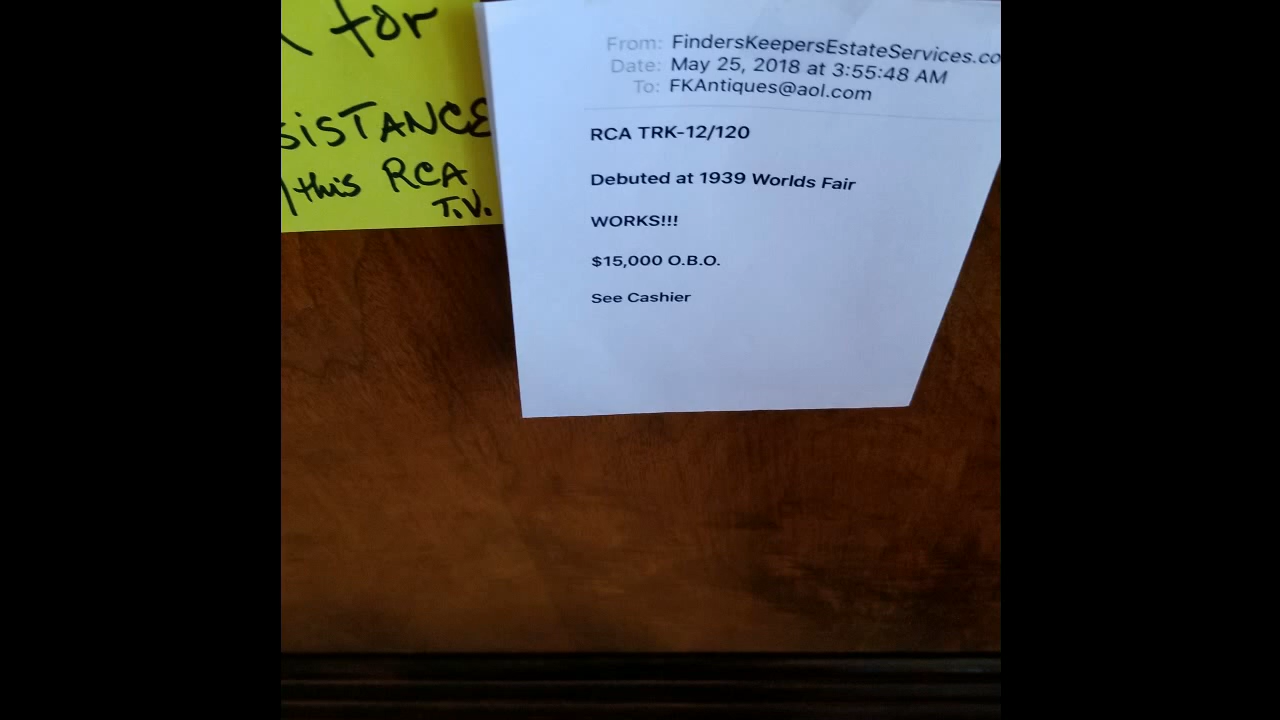 for
SISTANCE
this RCA
T.V.
From: FindersKeepersEstateServices.co
Date: May 25, 2018 at 3:55:48 AM
To: FKAntiques@aol.com
RCA TRK-12/120
Debuted at 1939 Worlds Fair
WORKS!!!
$15,000 O.B.O.
See Cashier